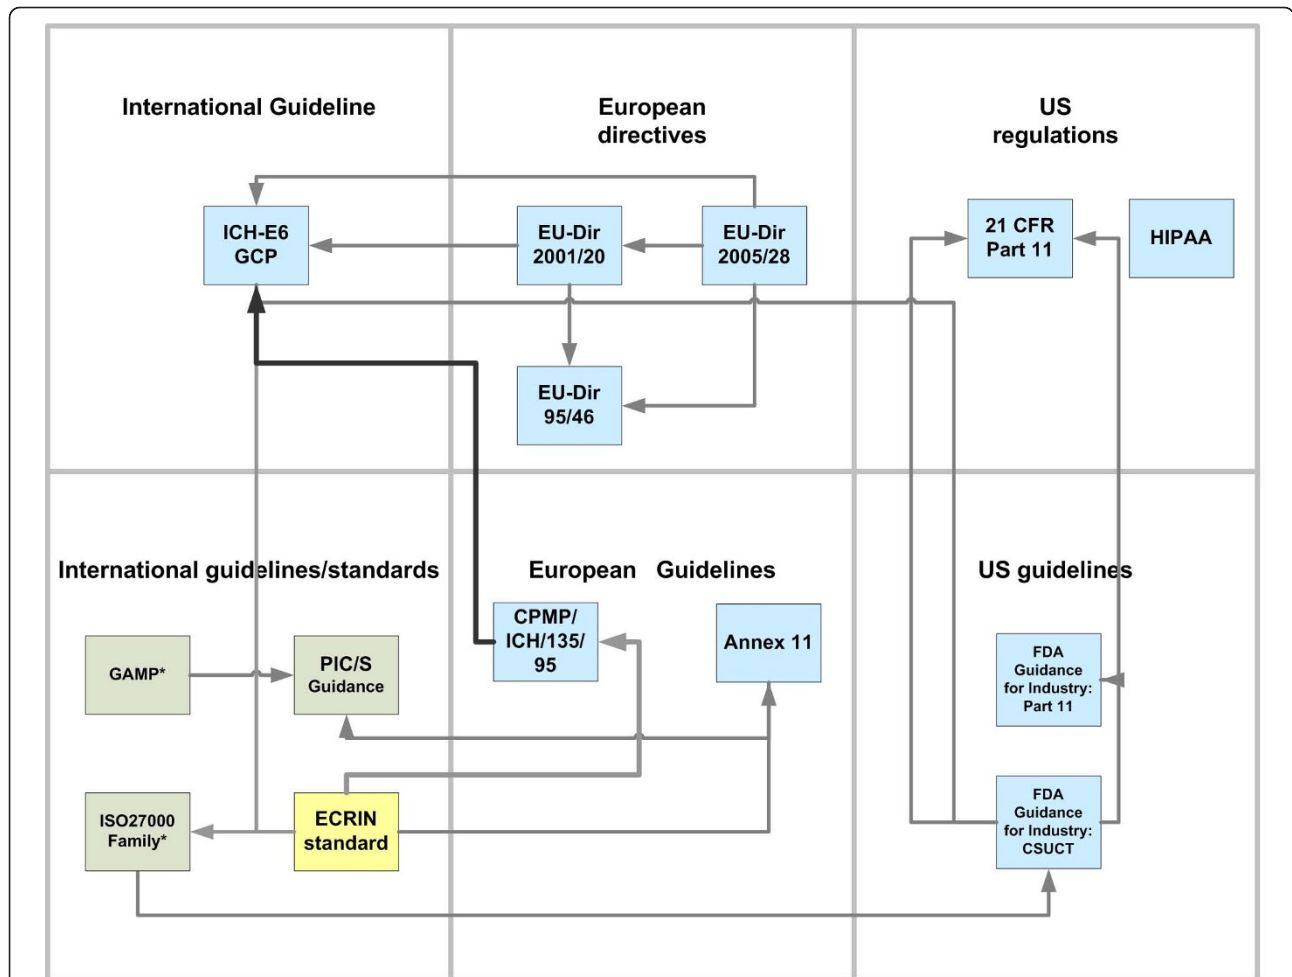 International Guideline
European
directives
US
regulations
ICH-E6
GCP
EU-Dir
2001/20
EU-Dir
2005/28
21 CFR
Part 11
HIPAA
EU-Dir
95/46
International guidelines/standards
European Guidelines
US guidelines
GAMP*
PIC/S
Guidance
CPMP/
ICH/135/
95
Annex 11
FDA
Guidance
for Industry:
Part 11
ISO27000
Family*
ECRIN
standard
FDA
Guidance
for Industry:
CSUCT